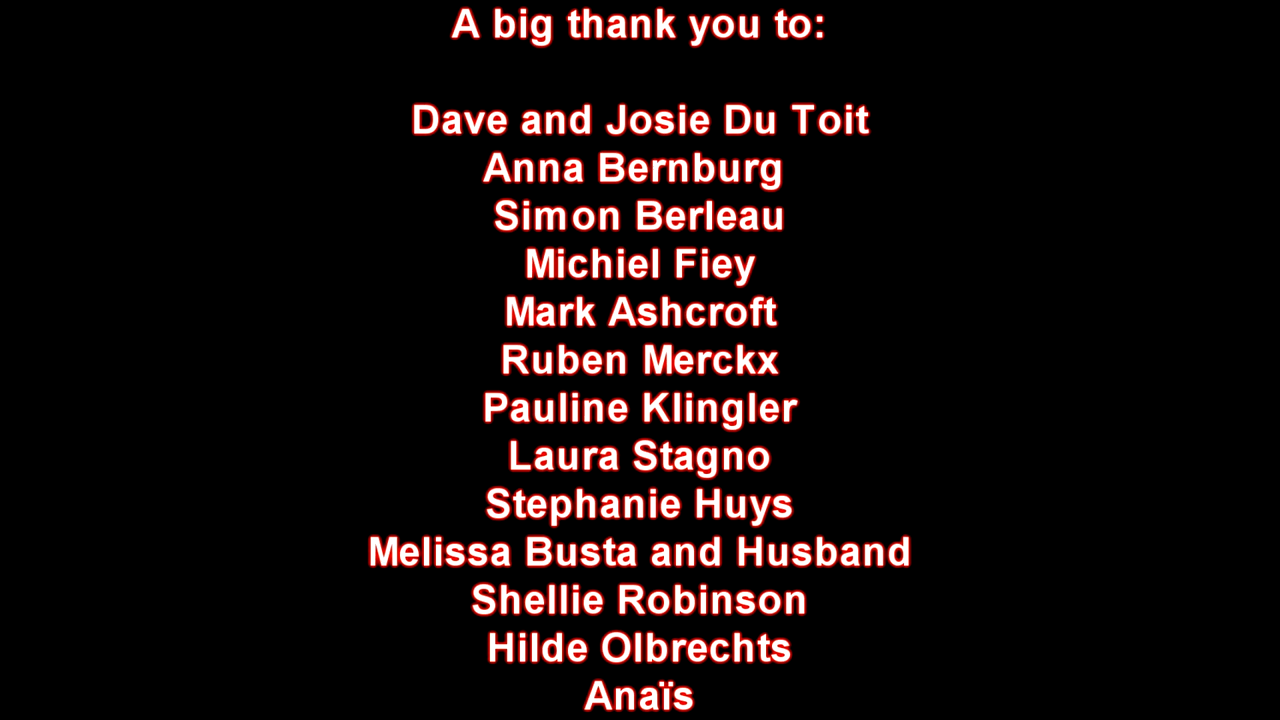 A big thank you to:
Dave and Josie Du Toit
Anna Bernburg
Simon Berleau
Michiel Fiey
Mark Ashcroft
Ruben Merckx
Pauline Klingler
Laura Stagno
Stephanie Huys
Melissa Busta and Husband
Shellie Robinson
Hilde Olbrechts
Anaïs